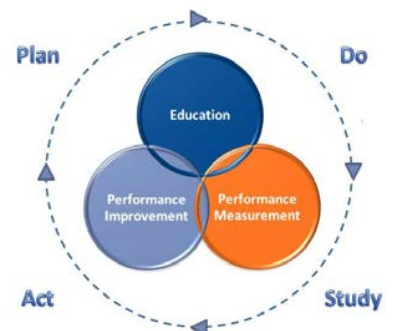 Plan
Do
Education
Performance
Improvement
Performance
Measurement
Act
Study